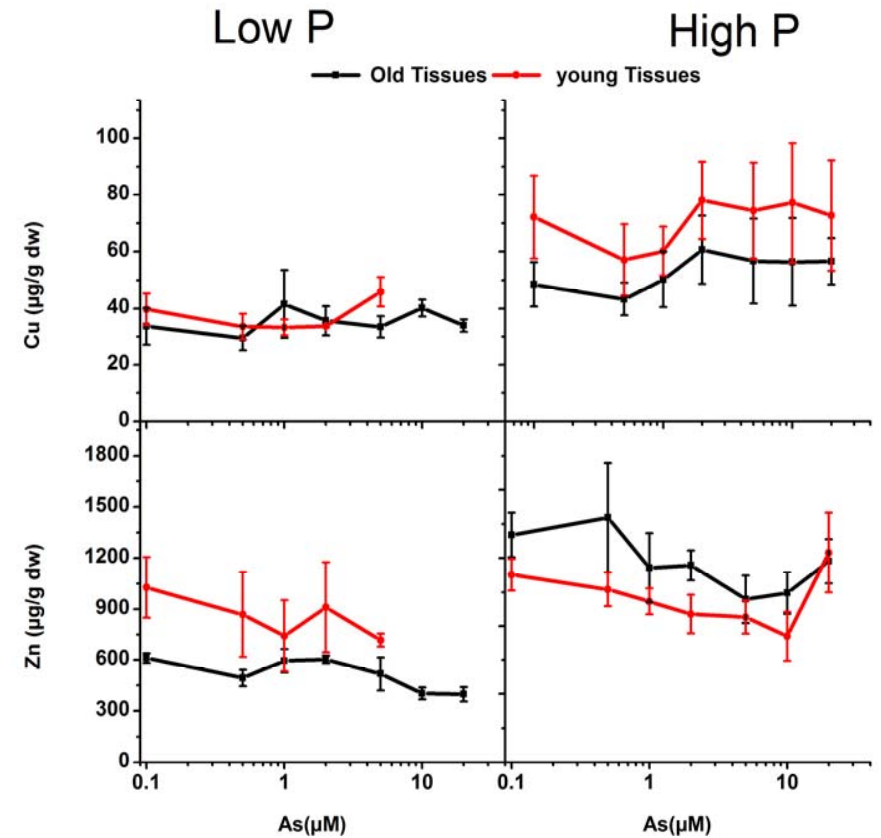 Low P High P
Old Tissues young Tissues
Cu (µg/g dw)
100
80
60
40
20
0
Zn (µg/g dw)
1800
1500
1200
900
600
300
0
0.1 1 10 0.1 1 10
As(µM) As(µM)